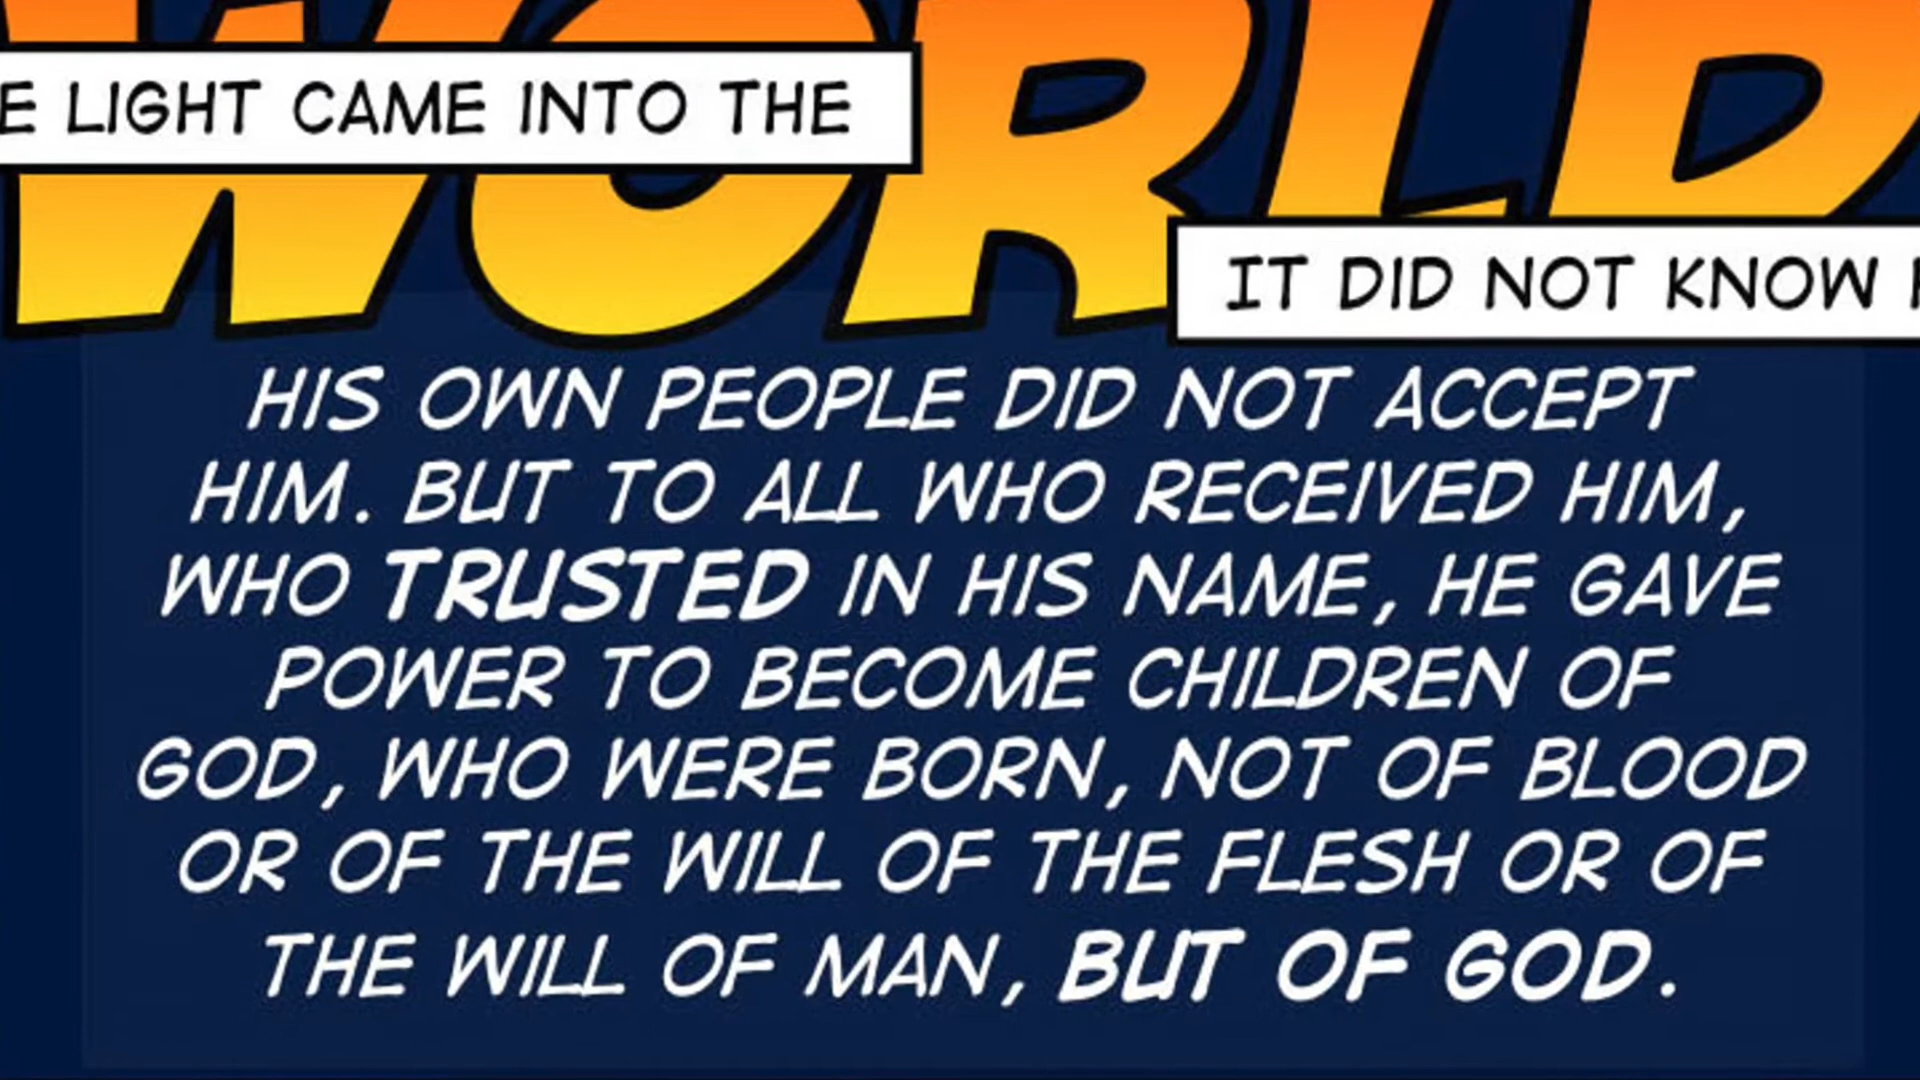 E LIGHT CAME INTO THE
WORLD
IT DID NOT KNOW
HIS OWN PEOPLE DID NOT ACCEPT
HIM. BUT TO ALL WHO RECEIVED HIM,
WHO TRUSTED IN HIS NAME, HE GAVE
POWER TO BECOME CHILDREN OF
GOD, WHO WERE BORN, NOT OF BLOOD
OR OF THE WILL OF THE FLESH OR OF
THE WILL OF MAN, BUT OF GOD.